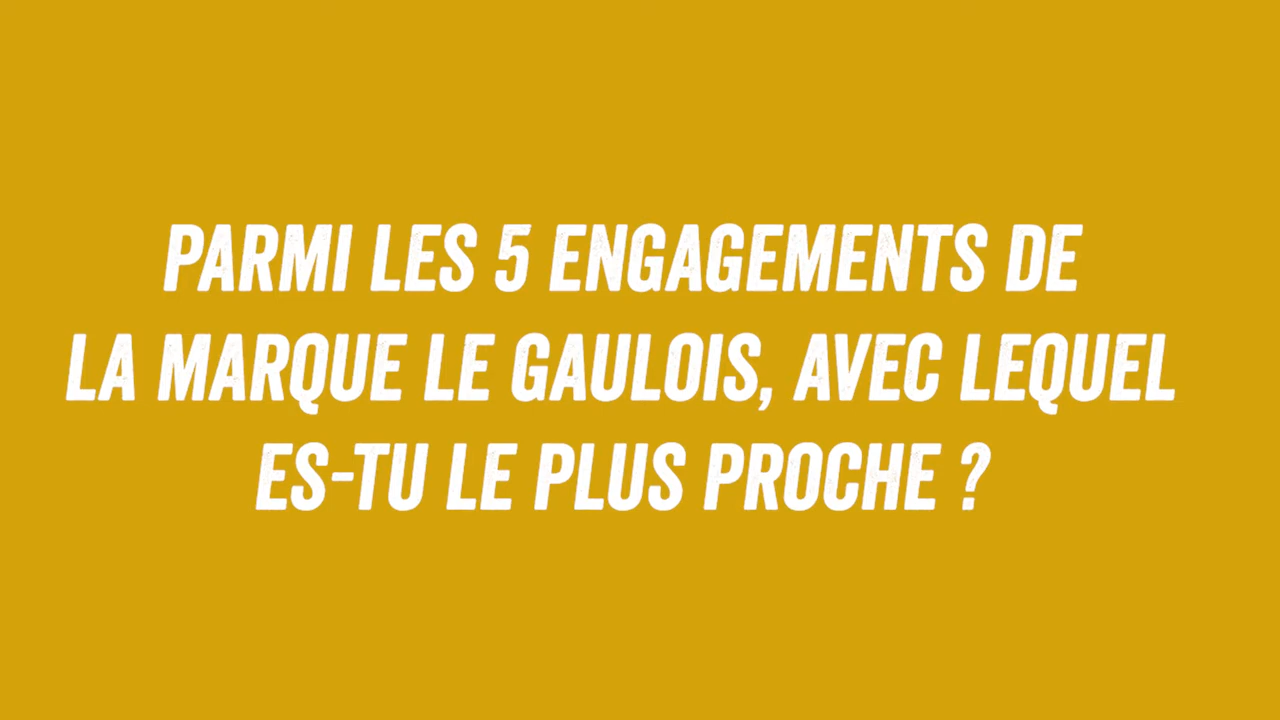 PARMI LES 5 ENGAGEMENTS DE
LA MARQUE LE GAULOIS, AVEC LEQUEL
ES-TU LE PLUS PROCHE ?